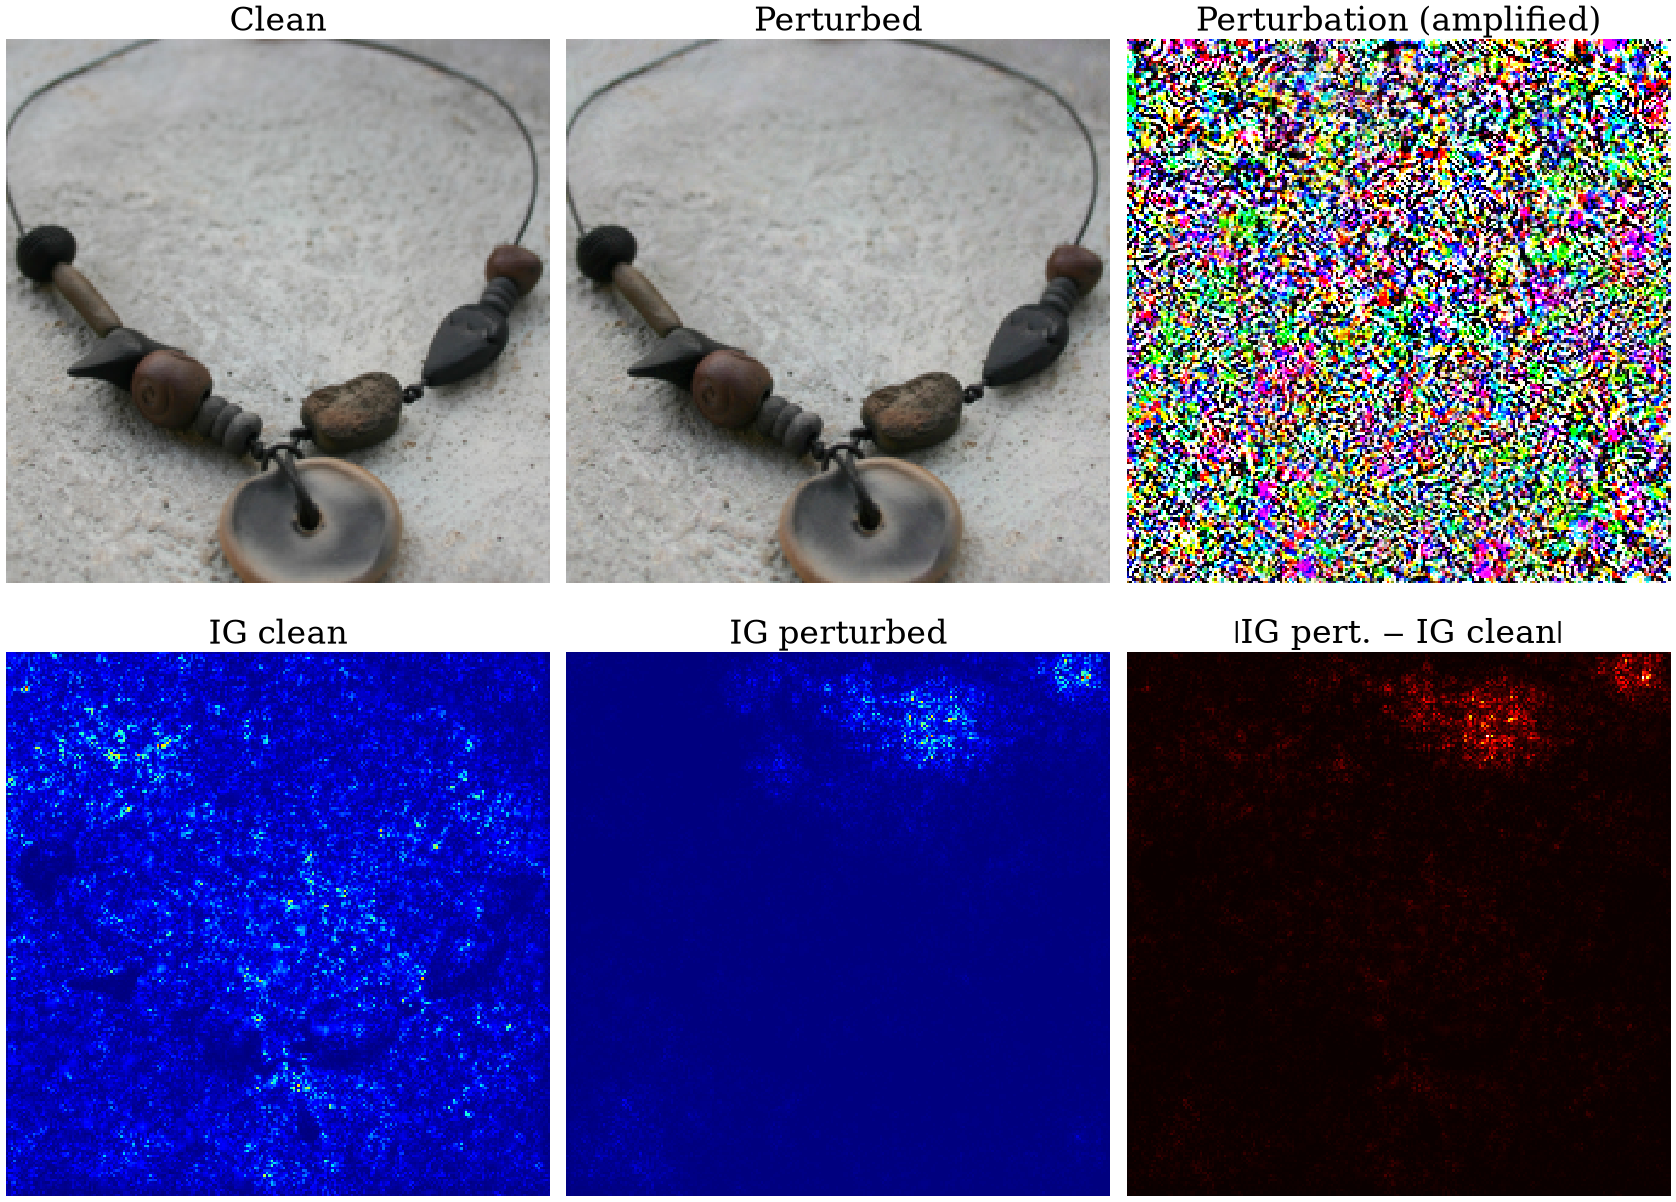 Clean
Perturbed
Perturbation (amplified)
IG clean
IG perturbed
|IG pert. − IG clean|